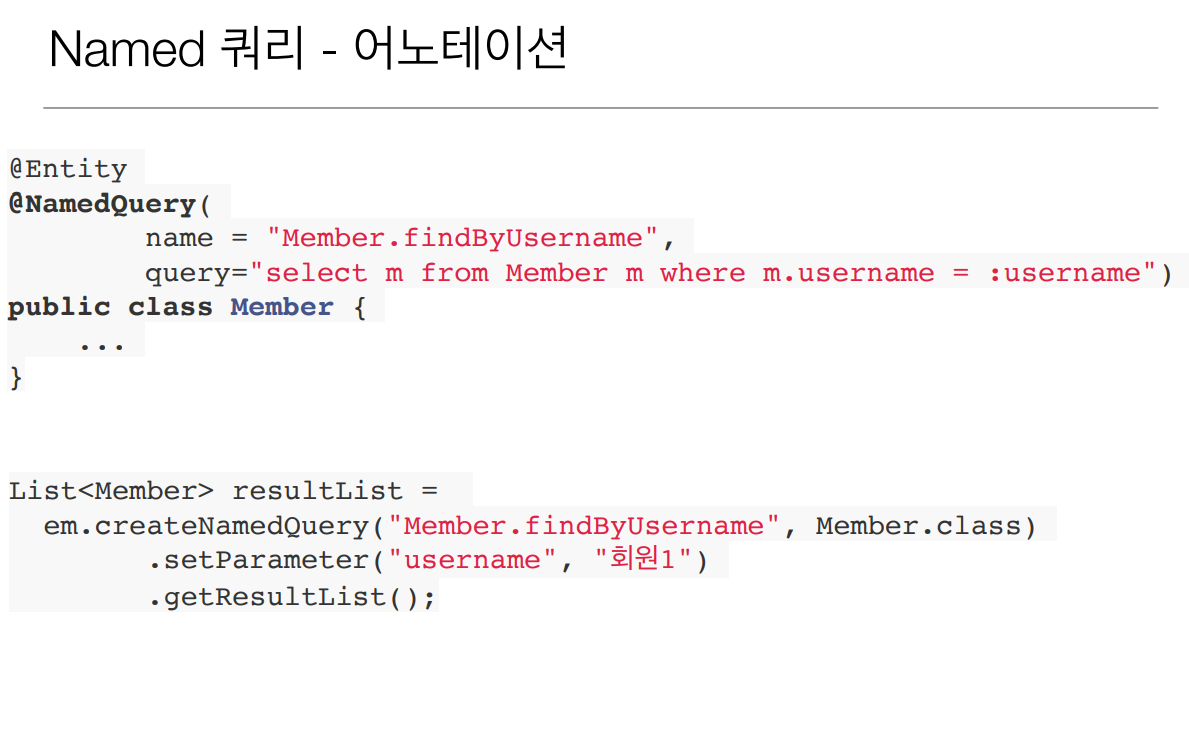 Named 쿼리 - 어노테이션
@Entity
@NamedQuery(
        name = "Member.findByUsername",
        query="select m from Member m where m.username = :username")
public class Member {
    ...
}
List<Member> resultList =
  em.createNamedQuery("Member.findByUsername", Member.class)
        .setParameter("username", "회원1")
        .getResultList();